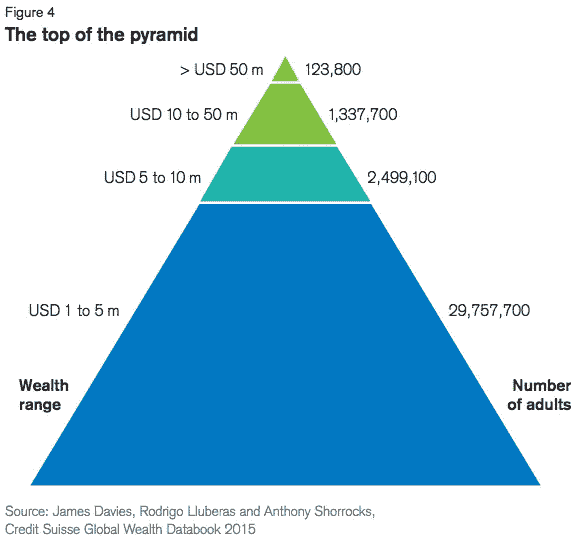 Figure 4
The top of the pyramid
> USD 50 m 123,800
USD 10 to 50 m 1,337,700
USD 5 to 10 m 2,499,100
USD 1 to 5 m 29,757,700
Wealth
range
Number
of adults
Source: James Davies, Rodrigo Lluberas and Anthony Shorrocks,
Credit Suisse Global Wealth Databook 2015